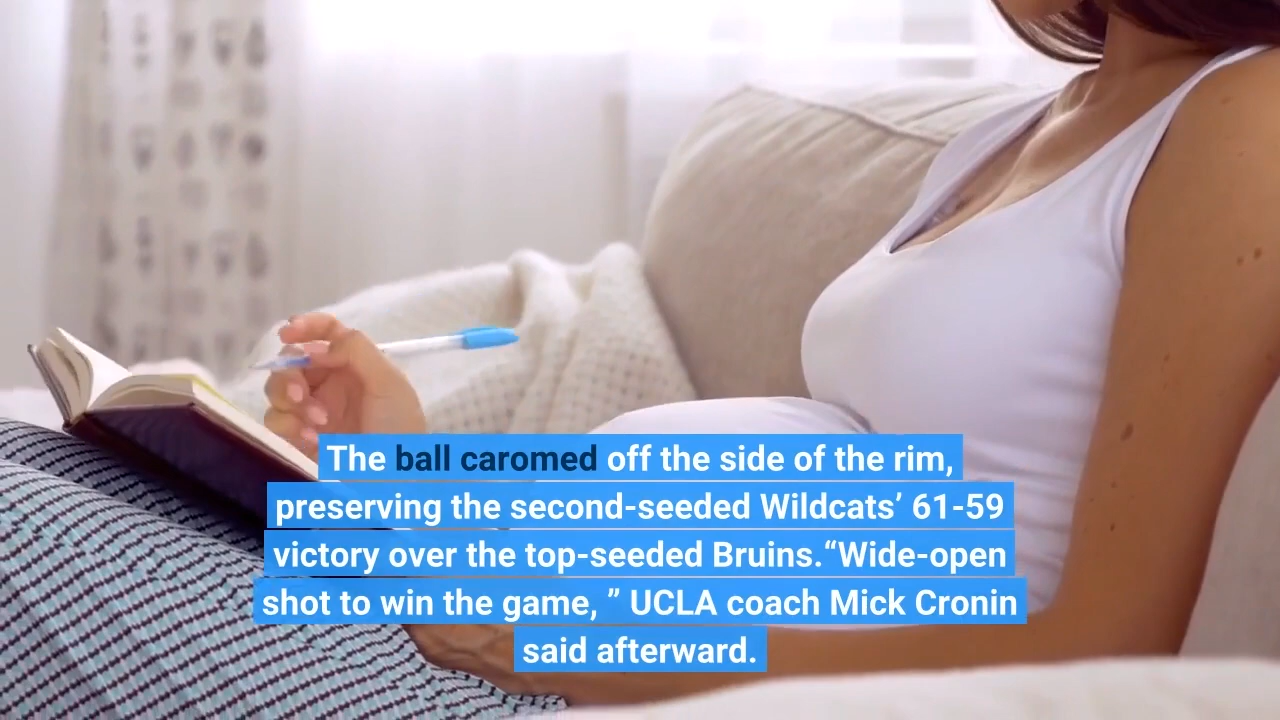 The ball caromed off the side of the rim,
preserving the second-seeded Wildcats’ 61-59
victory over the top-seeded Bruins.“Wide-open
shot to win the game, ” UCLA coach Mick Cronin
said afterward.